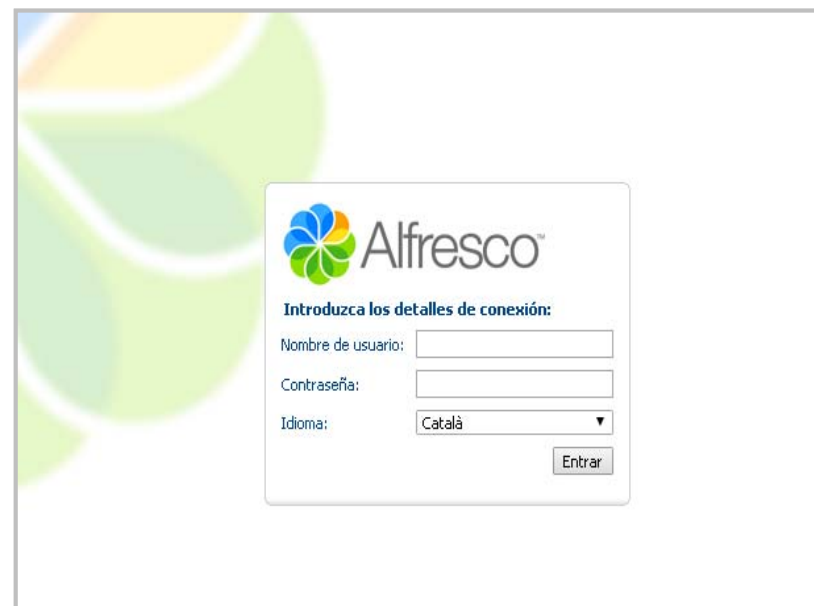 Alfresco™
Introduzca los detalles de conexión:
Nombre de usuario:
Contraseña:
Idioma: Català
Entrar